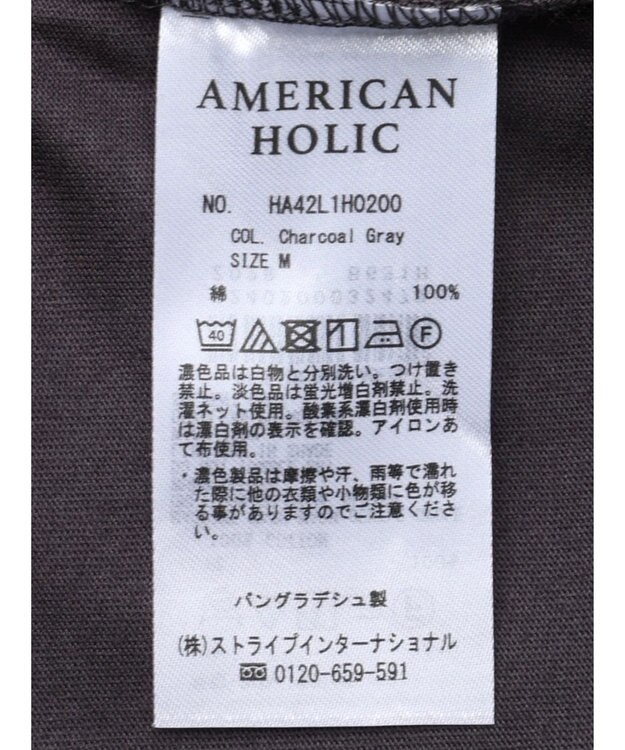 AMERICAN
HOLIC
NO. HA42L1H0200
COL. Charcoal Gray
SIZE M
綿 100%
40 F
濃色品は白物と分別洗い。つけ置き
禁止。淡色品は蛍光増白剤禁止。洗
濯ネット使用。酸素系漂白剤使用時
は漂白剤の表示を確認。アイロンあ
て布使用。
・濃色製品は摩擦や汗、雨等で濡れ
た際に他の衣類や小物類に色が移
る事がありますのでご注意くださ
い。
バングラデシュ製
(株)ストライプインターナショナル
0120-659-591